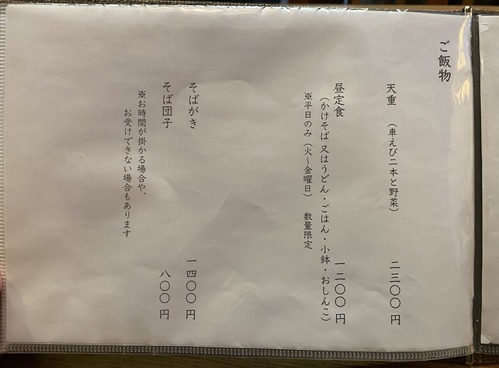 ご飯物
天重 （車えび二本と野菜） 二三〇〇円
昼定食 一二〇〇円
（かけそば 又はうどん・ごはん・小鉢・おしんこ）
※平日のみ（火～金曜日） 数量限定
そばがき 一四〇〇円
そば団子 八〇〇円
※お時間が掛かる場合や、
お受けできない場合もあります